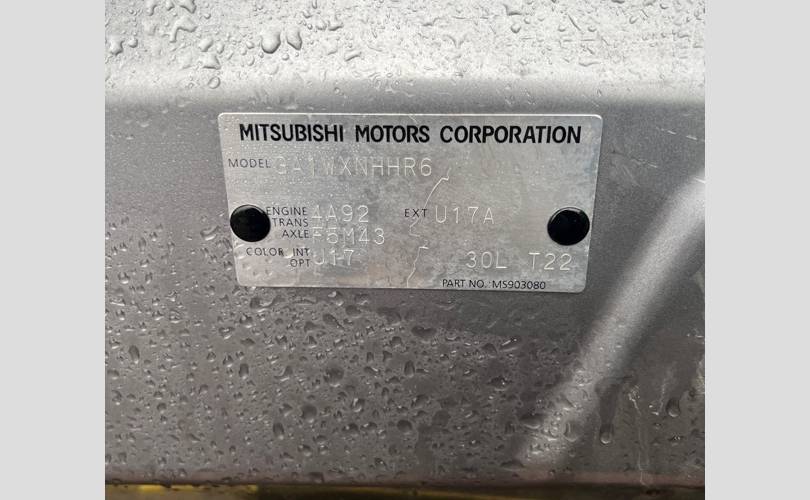 MITSUBISHI MOTORS CORPORATION
MODEL GA1WXNHHR6
ENGINE 4A92 EXT U17A
TRANS
AXLE F5M43
COLOR INT U17 30L T22
OPT
PART NO. MS903080